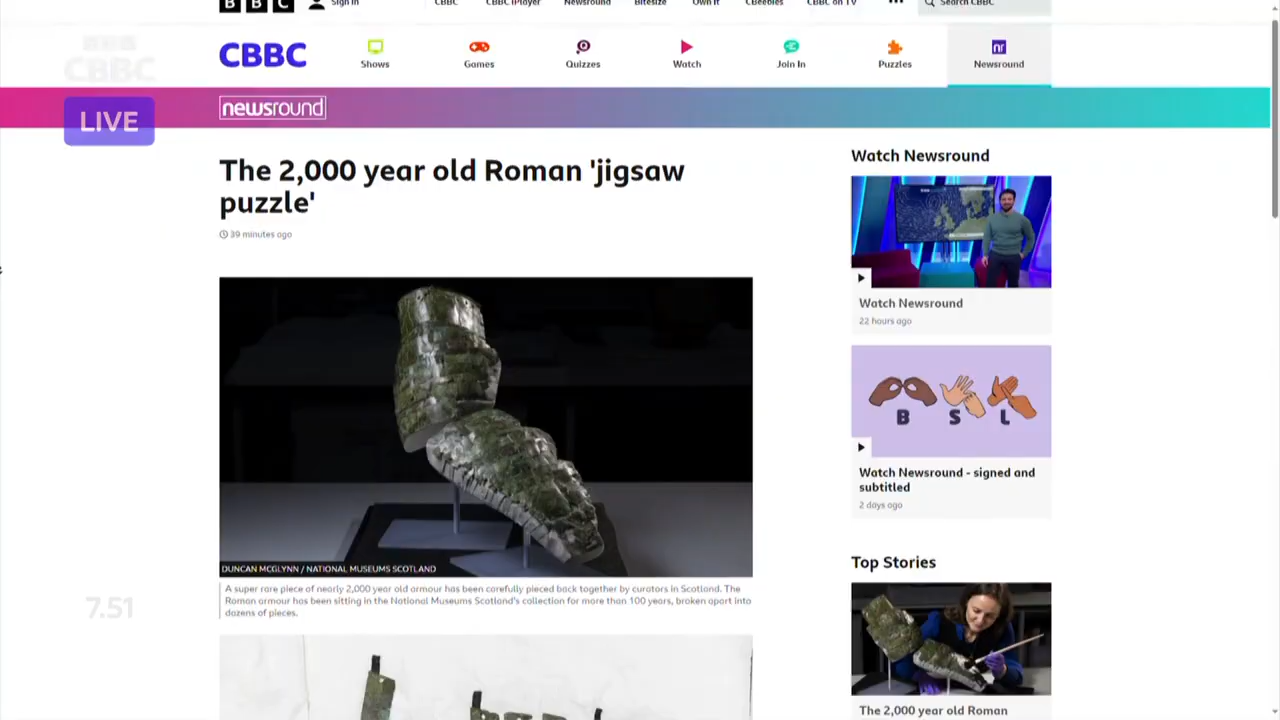 BBC
Sign in
CBBC
CBBC iPlayer
Newsround
Bitesize
Own It
CBeebies
CBBC on TV
Search CBBC
BBC
CBBC
CBBC
Shows
Games
Quizzes
Watch
Join In
Puzzles
nr
Newsround
LIVE
newsround
The 2,000 year old Roman 'jigsaw
puzzle'
39 minutes ago
DUNCAN MCGLYNN / NATIONAL MUSEUMS SCOTLAND
A super rare piece of nearly 2,000 year old armour has been carefully pieced back together by curators in Scotland. The
Roman armour has been sitting in the National Museums Scotland's collection for more than 100 years, broken apart into
dozens of pieces.
7.51
Watch Newsround
Watch Newsround
22 hours ago
B S L
Watch Newsround - signed and
subtitled
2 days ago
Top Stories
The 2,000 year old Roman